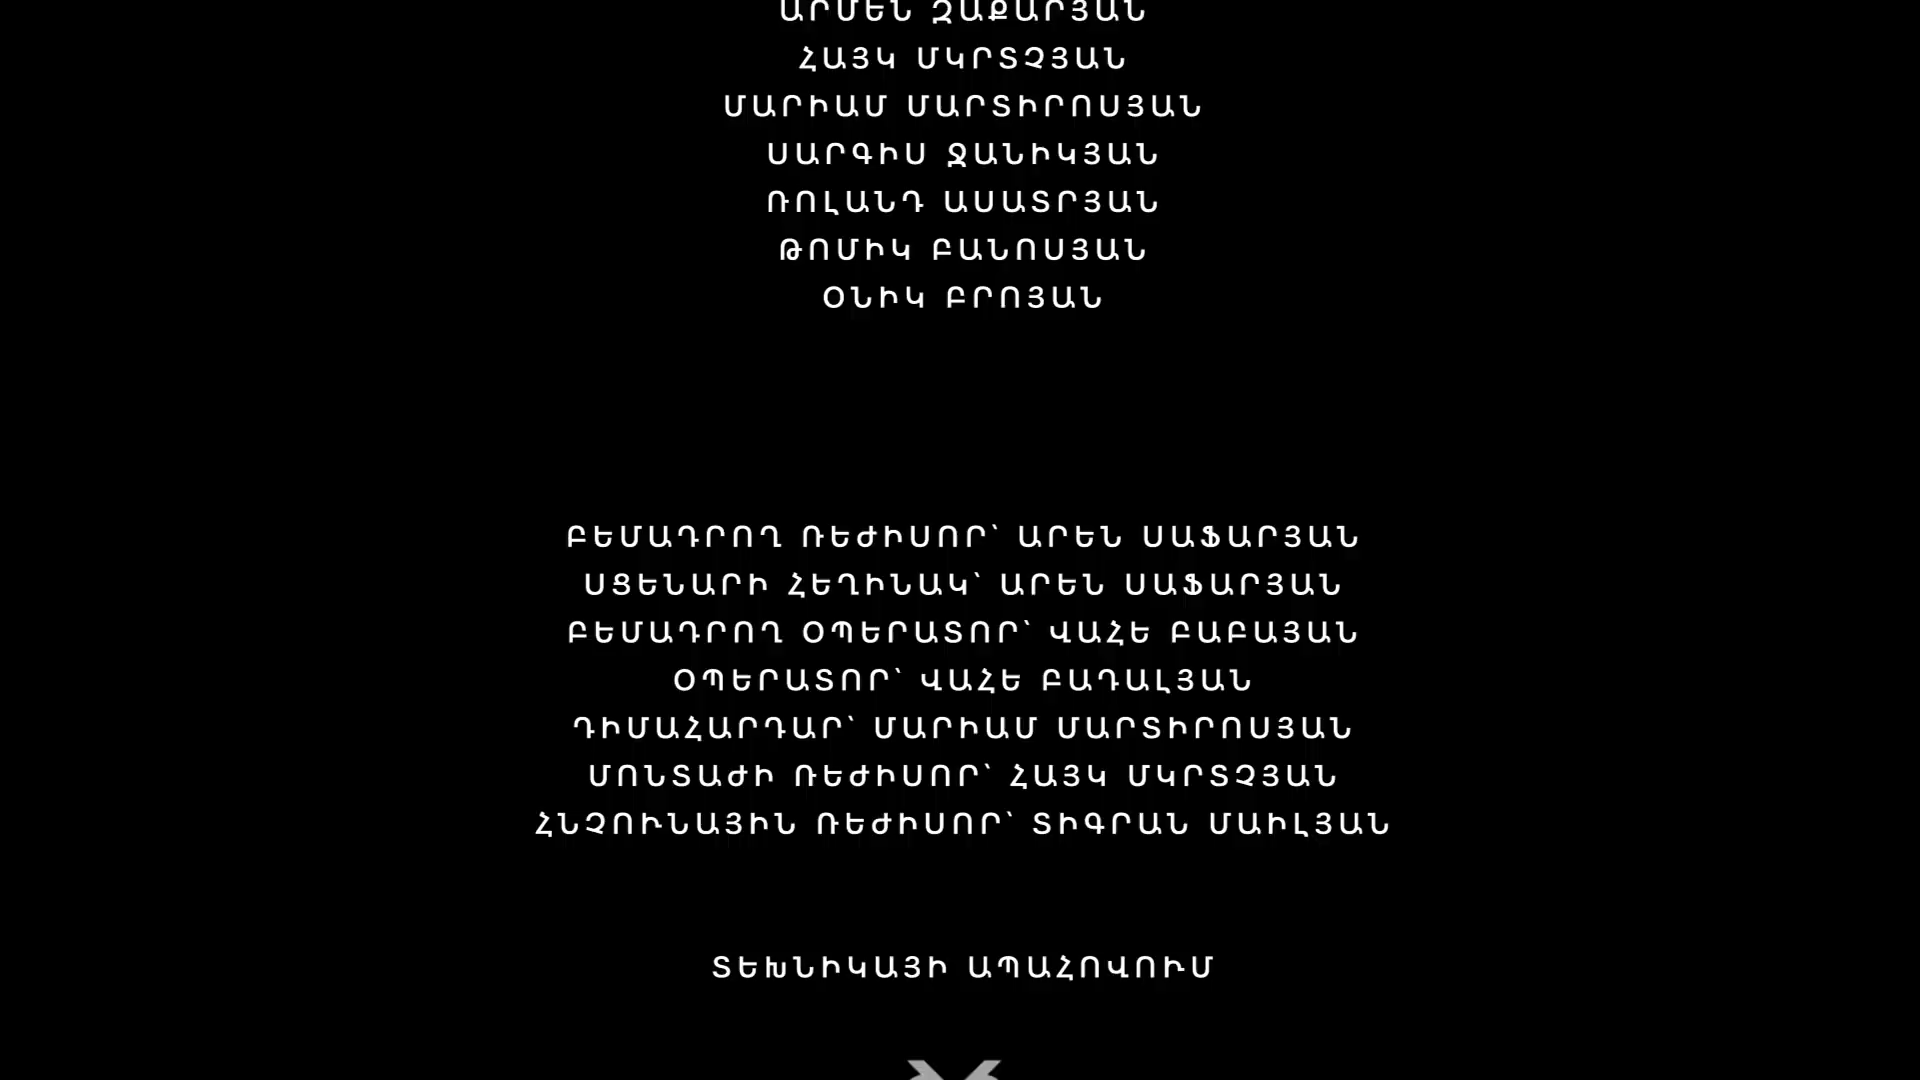 ԱՐՄԵՆ ԶԱՔԱՐՅԱՆ
ՀԱՅԿ ՄԿՐՏՉՅԱՆ
ՄԱՐԻԱՄ ՄԱՐՏԻՐՈՍՅԱՆ
ՍԱՐԳԻՍ ՋԱՆԻԿՅԱՆ
ՌՈԼԱՆԴ ԱՍԱՏՐՅԱՆ
ԹՈՄԻԿ ԲԱՆՈՍՅԱՆ
ՕՆԻԿ ԲՐՈՅԱՆ
ԲԵՄԱԴՐՈՂ ՌԵԺԻՍՈՐ՝ ԱՐԵՆ ՍԱՖԱՐՅԱՆ
ՍՑԵՆԱՐԻ ՀԵՂԻՆԱԿ՝ ԱՐԵՆ ՍԱՖԱՐՅԱՆ
ԲԵՄԱԴՐՈՂ ՕՊԵՐԱՏՈՐ՝ ՎԱՀԵ ԲԱԲԱՅԱՆ
ՕՊԵՐԱՏՈՐ՝ ՎԱՀԵ ԲԱԴԱԼՅԱՆ
ԴԻՄԱՀԱՐԴԱՐ՝ ՄԱՐԻԱՄ ՄԱՐՏԻՐՈՍՅԱՆ
ՄՈՆՏԱԺԻ ՌԵԺԻՍՈՐ՝ ՀԱՅԿ ՄԿՐՏՉՅԱՆ
ՀՆՉՈՒՆԱՅԻՆ ՌԵԺԻՍՈՐ՝ ՏԻԳՐԱՆ ՄԱԻԼՅԱՆ
ՏԵԽՆԻԿԱՅԻ ԱՊԱՀՈՎՈՒՄ